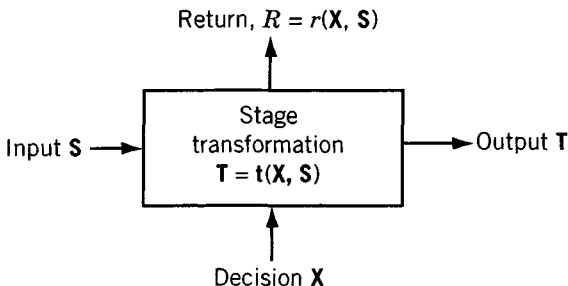 Return, R = r(X, S)
Stage
transformation
T = t(X, S)
Input S
Output T
Decision X